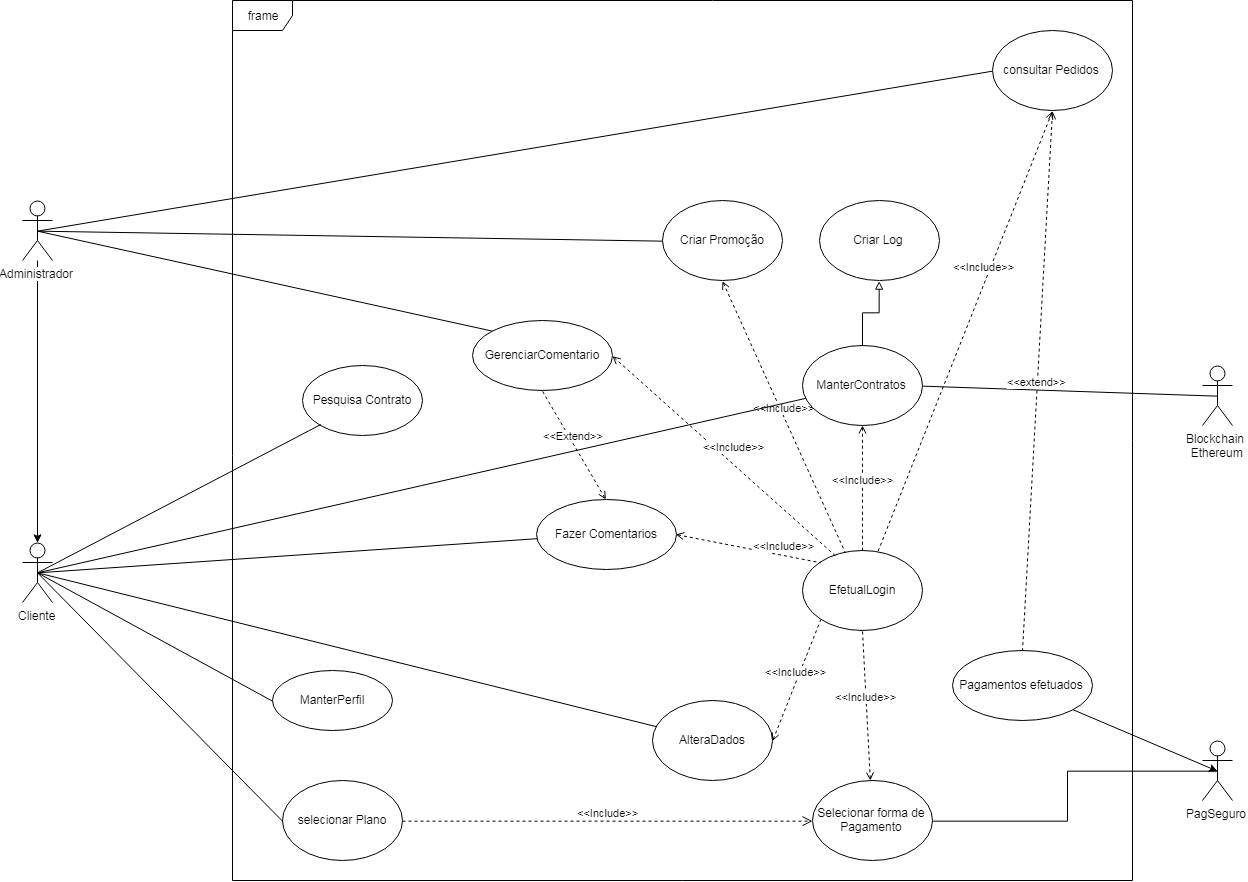 frame
consultar Pedidos
Administrador
Criar Promoção
Criar Log
<<Include>>
GerenciarComentario
ManterContratos
<<extend>>
Pesquisa Contrato
<<Include>>
Blockchain
Ethereum
<<Extend>>
<<Include>>
<<Include>>
Fazer Comentarios
<<Include>>
EfetualLogin
Cliente
<<Include>>
Pagamentos efetuados
<<Include>>
ManterPerfil
AlteraDados
selecionar Plano
<<Include>>
Selecionar forma de
Pagamento
PagSeguro